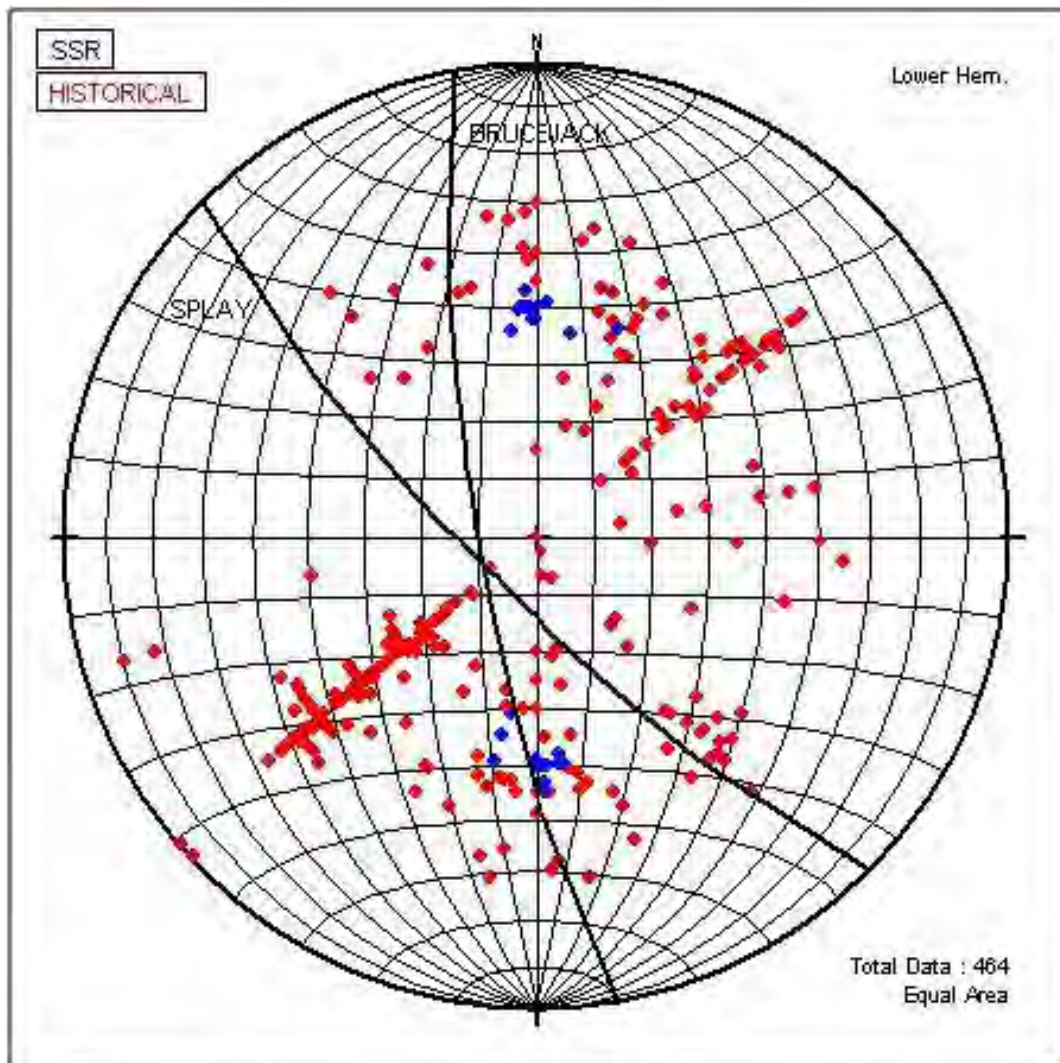 SSR
HISTORICAL
N
Lower Hem.
BRUCEJACK
SPLAY
Total Data : 464
Equal Area